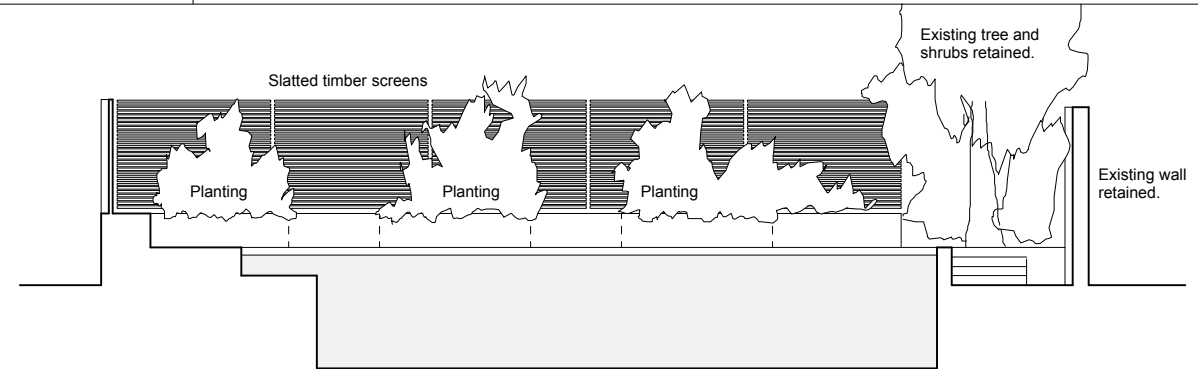 Existing tree and
shrubs retained.
Slatted timber screens
Planting
Planting
Planting
Existing wall
retained.